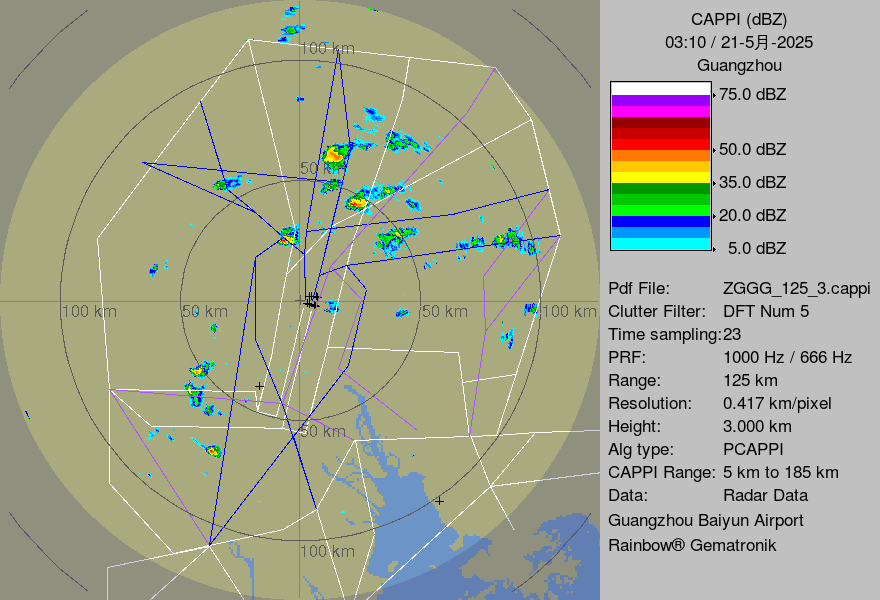 100 km
50 km
100 km
50 km
50 km
100 km
50 km
100 km
CAPPI (dBZ)
03:10 / 21-5月-2025
Guangzhou
75.0 dBZ
50.0 dBZ
35.0 dBZ
20.0 dBZ
5.0 dBZ
Pdf File: ZGGG_125_3.cappi
Clutter Filter: DFT Num 5
Time sampling:23
PRF: 1000 Hz / 666 Hz
Range: 125 km
Resolution: 0.417 km/pixel
Height: 3.000 km
Alg type: PCAPPI
CAPPI Range: 5 km to 185 km
Data: Radar Data
Guangzhou Baiyun Airport
Rainbow® Gematronik